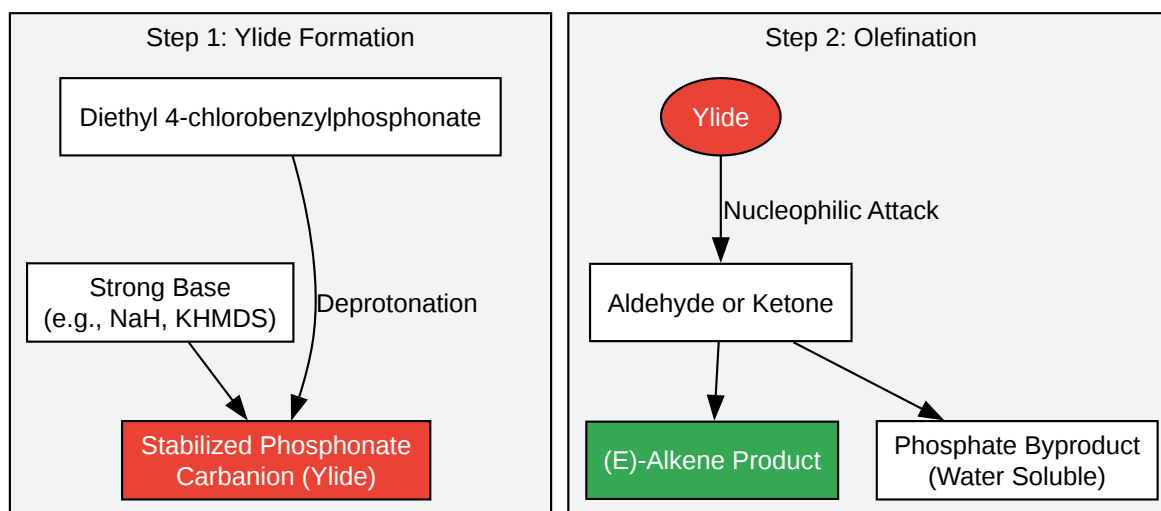 Step 1: Ylide Formation
Diethyl 4-chlorobenzylphosphonate
Strong Base
(e.g., NaH, KHMDS)
Deprotonation
Stabilized Phosphonate
Carbanion (Ylide)
Step 2: Olefination
Ylide
Nucleophilic Attack
Aldehyde or Ketone
(E)-Alkene Product
Phosphate Byproduct
(Water Soluble)